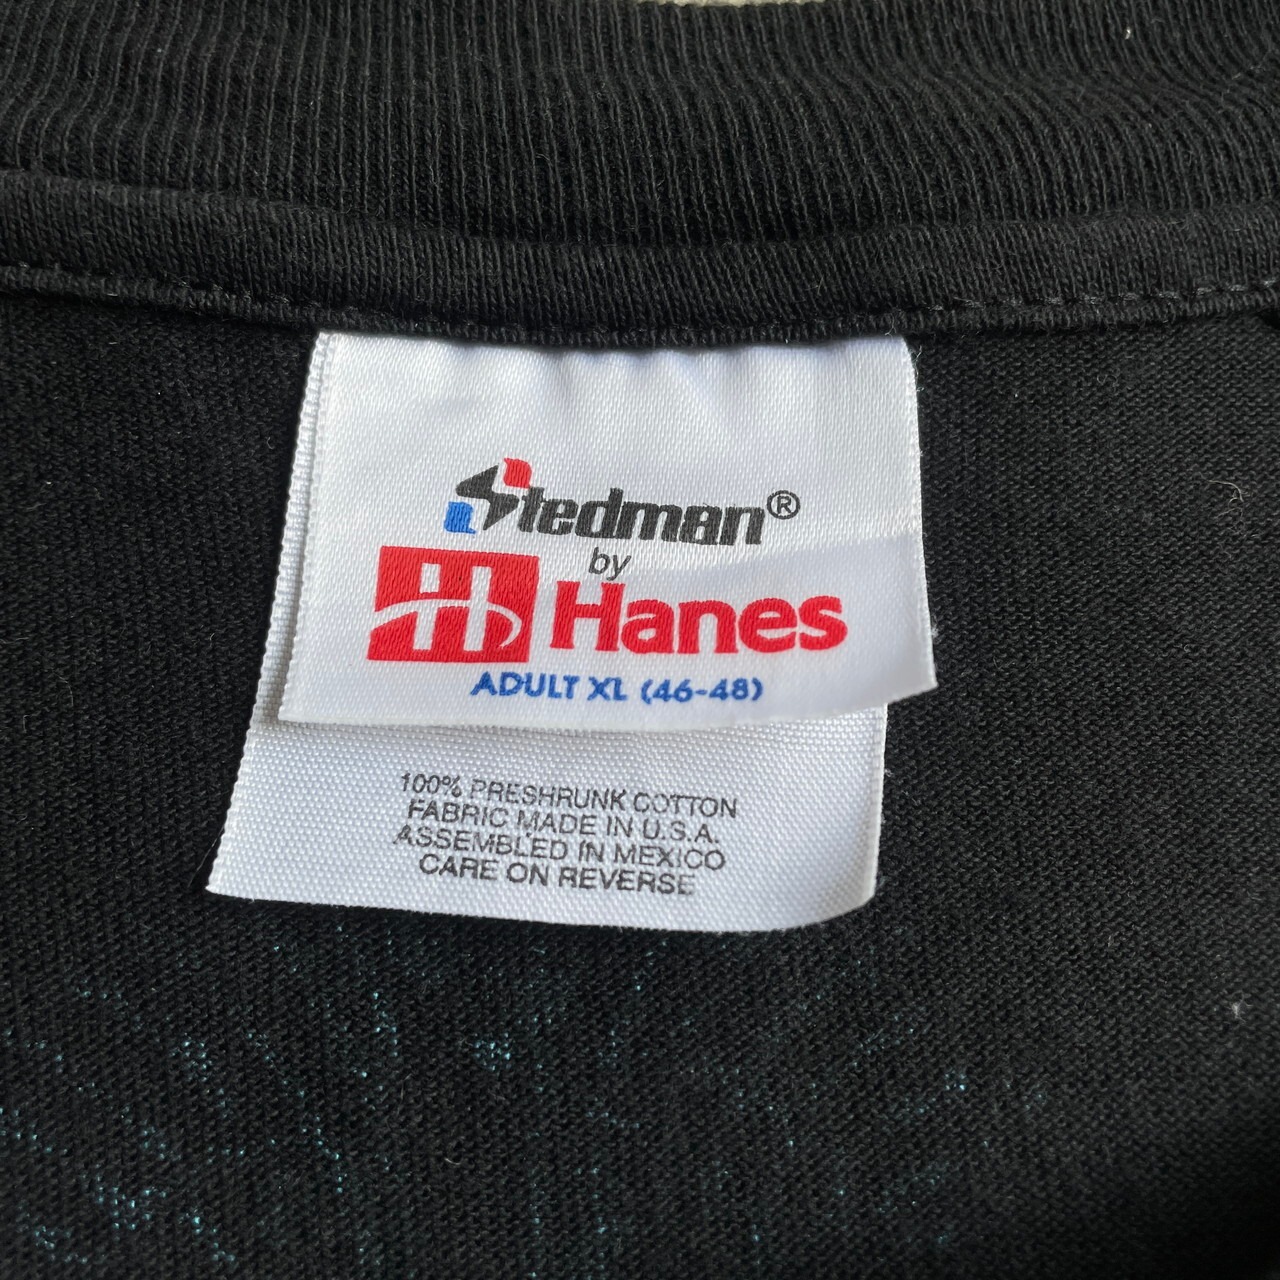 Stedman®
by
H Hanes
ADULT XL (46-48)
100% PRESHRUNK COTTON
FABRIC MADE IN U.S.A.
ASSEMBLED IN MEXICO
CARE ON REVERSE